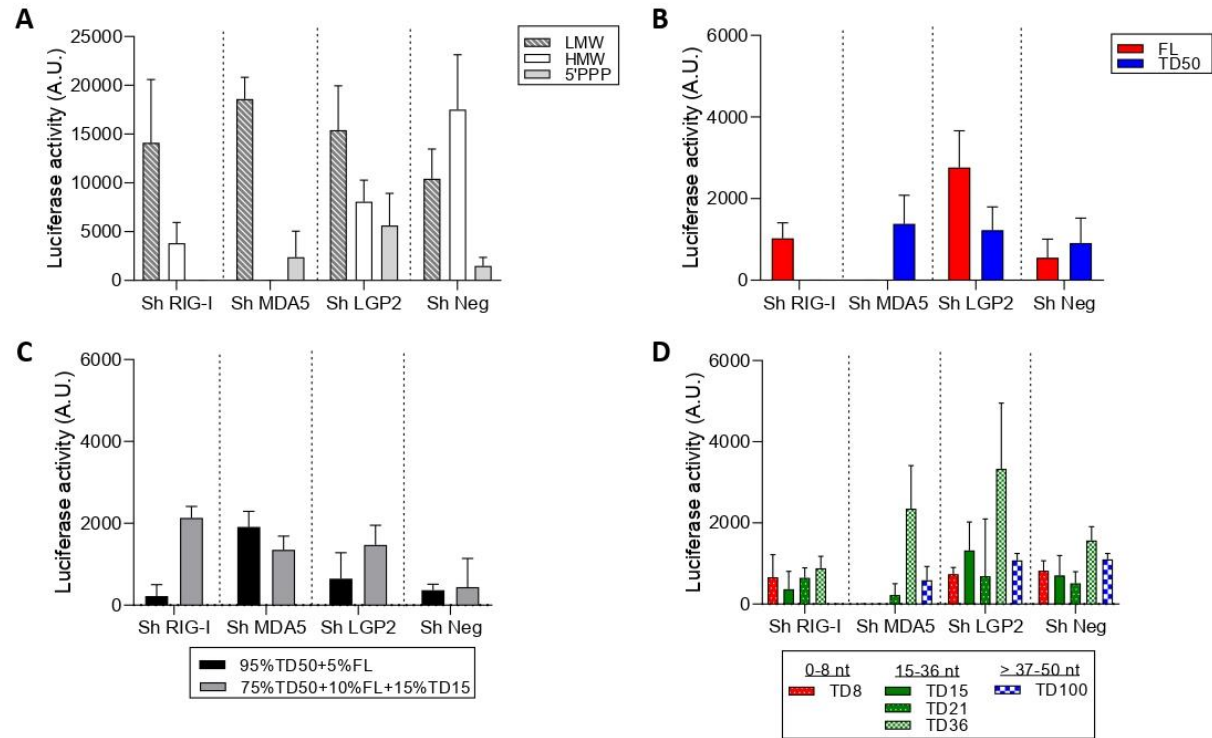 A
Luciferase activity (A.U.)
25000
20000
15000
10000
5000
0
Sh RIG-I Sh MDA5 Sh LGP2 Sh Neg
LMW
HMW
5'PPP
B
Luciferase activity (A.U.)
6000
4000
2000
0
Sh RIG-I Sh MDA5 Sh LGP2 Sh Neg
FL
TD50
C
Luciferase activity (A.U.)
6000
4000
2000
0
Sh RIG-I Sh MDA5 Sh LGP2 Sh Neg
95%TD50+5%FL
75%TD50+10%FL+15%TD15
D
Luciferase activity (A.U.)
6000
4000
2000
0
Sh RIG-I Sh MDA5 Sh LGP2 Sh Neg
0-8 nt 15-36 nt > 37-50 nt
TD8 TD15 TD100
TD21
TD36